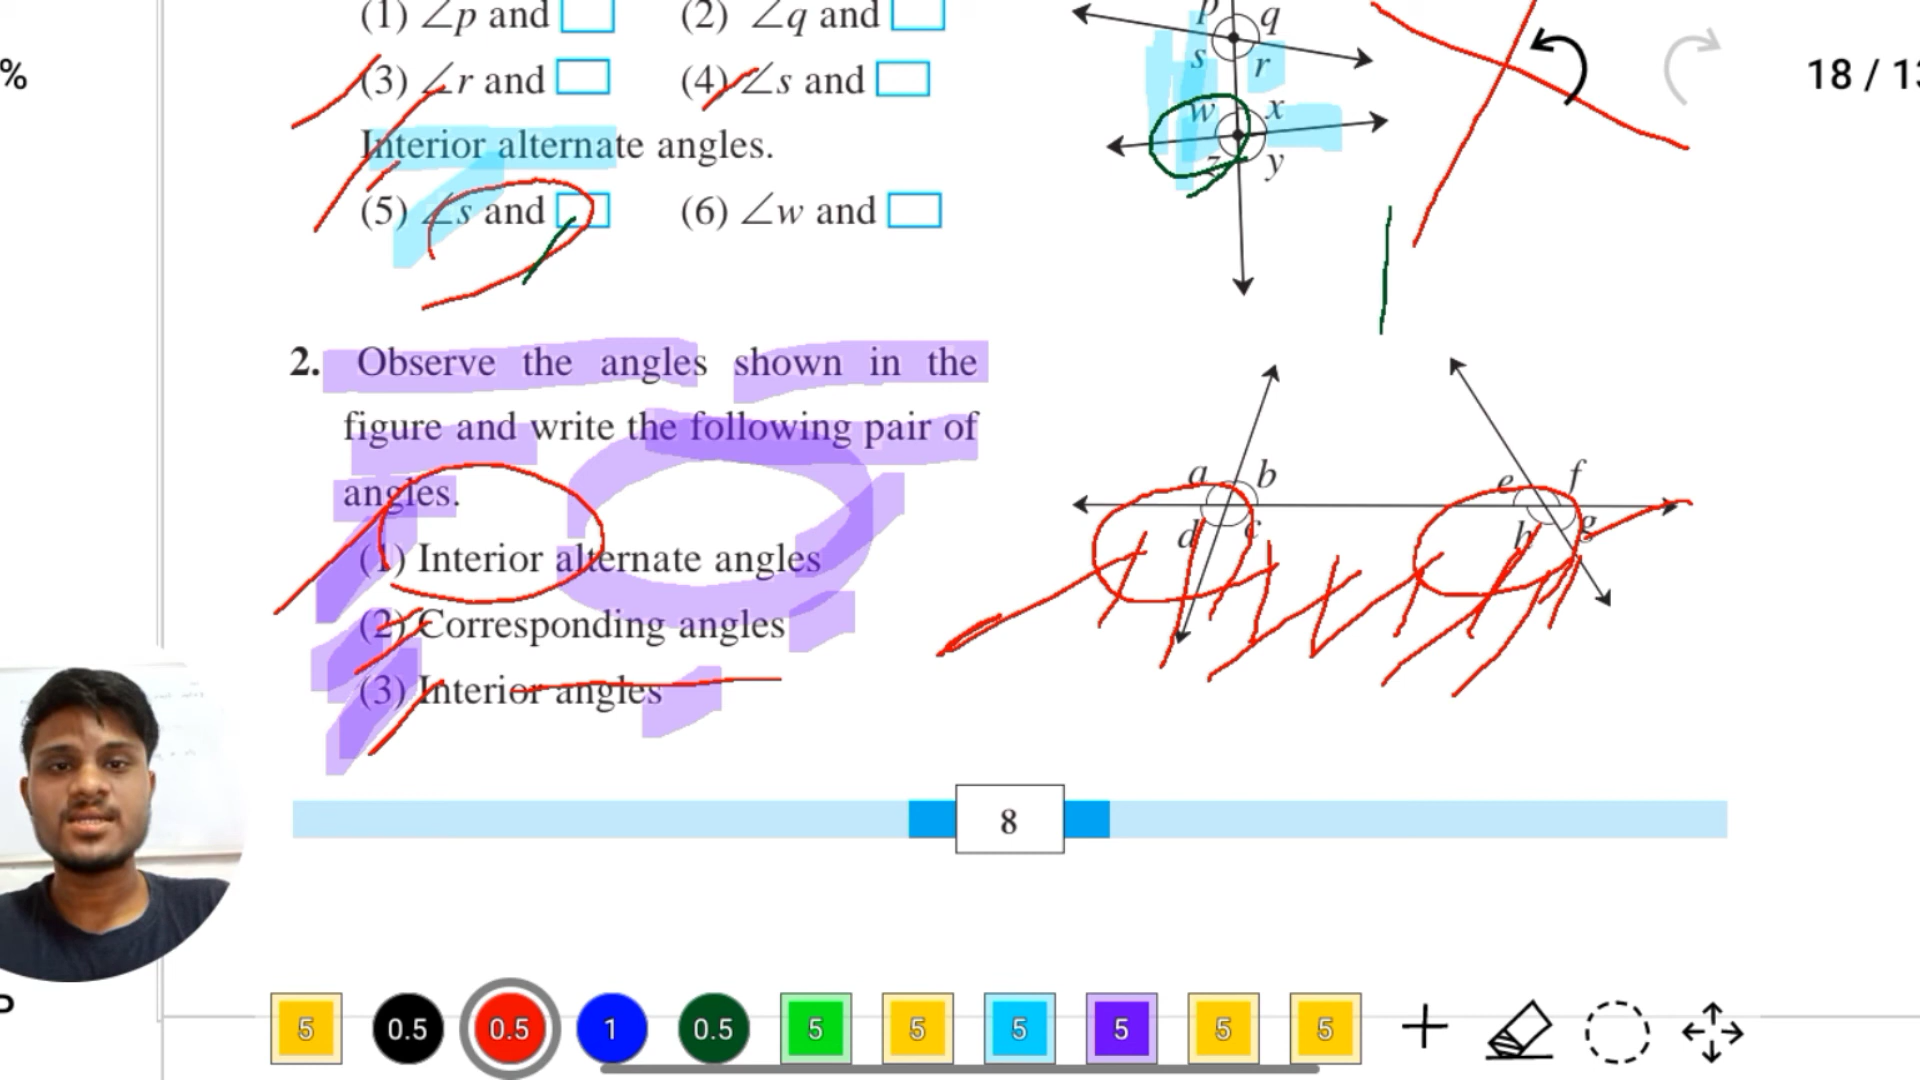 (1) ∠p and (2) ∠q and
p q
%
(3) ∠r and (4) ∠s and
s r
18 / 13
Interior alternate angles.
w x
z y
(5) ∠s and (6) ∠w and
2. Observe the angles shown in the
figure and write the following pair of
angles.
a b e f
d c h g
(1) Interior alternate angles
(2) Corresponding angles
(3) Interior angles
8
5 0.5 0.5 1 0.5 5 5 5 5 5 5